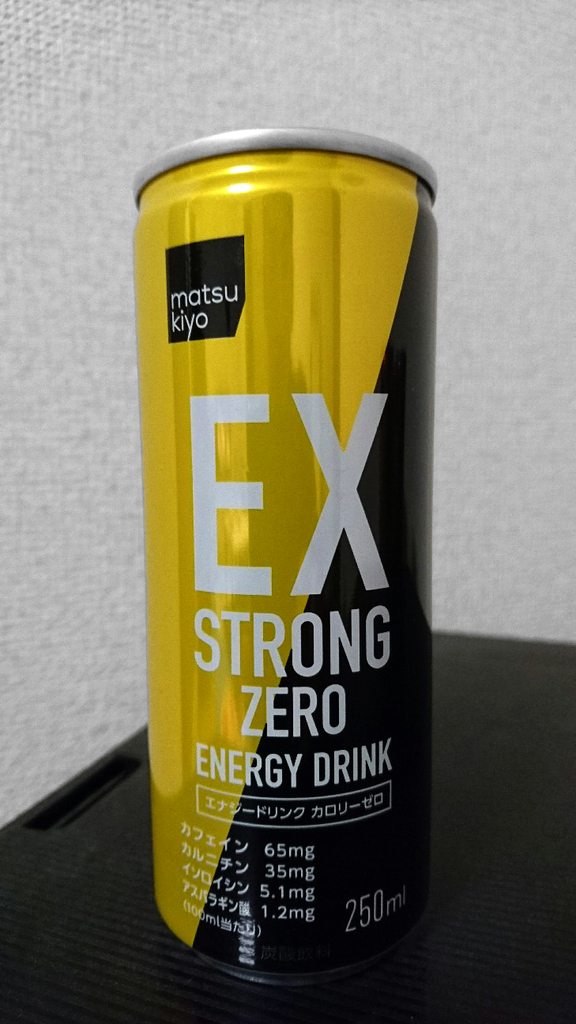 matsu
kiyo
EX
STRONG
ZERO
ENERGY DRINK
エナジードリンク カロリーゼロ
カフェイン 65mg
カルニチン 35mg
イソロイシン 5.1mg
アスパラギン酸 1.2mg
(100ml当たり)
250ml
炭酸飲料